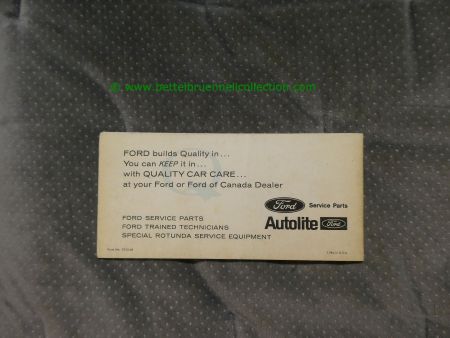 © www.bettelbruennelicollection.com
FORD builds Quality in...
You can KEEP it in...
with QUALITY CAR CARE...
at your Ford or Ford of Canada Dealer
Ford Service Parts
Autolite Ford
FORD SERVICE PARTS
FORD TRAINED TECHNICIANS
SPECIAL ROTUNDA SERVICE EQUIPMENT